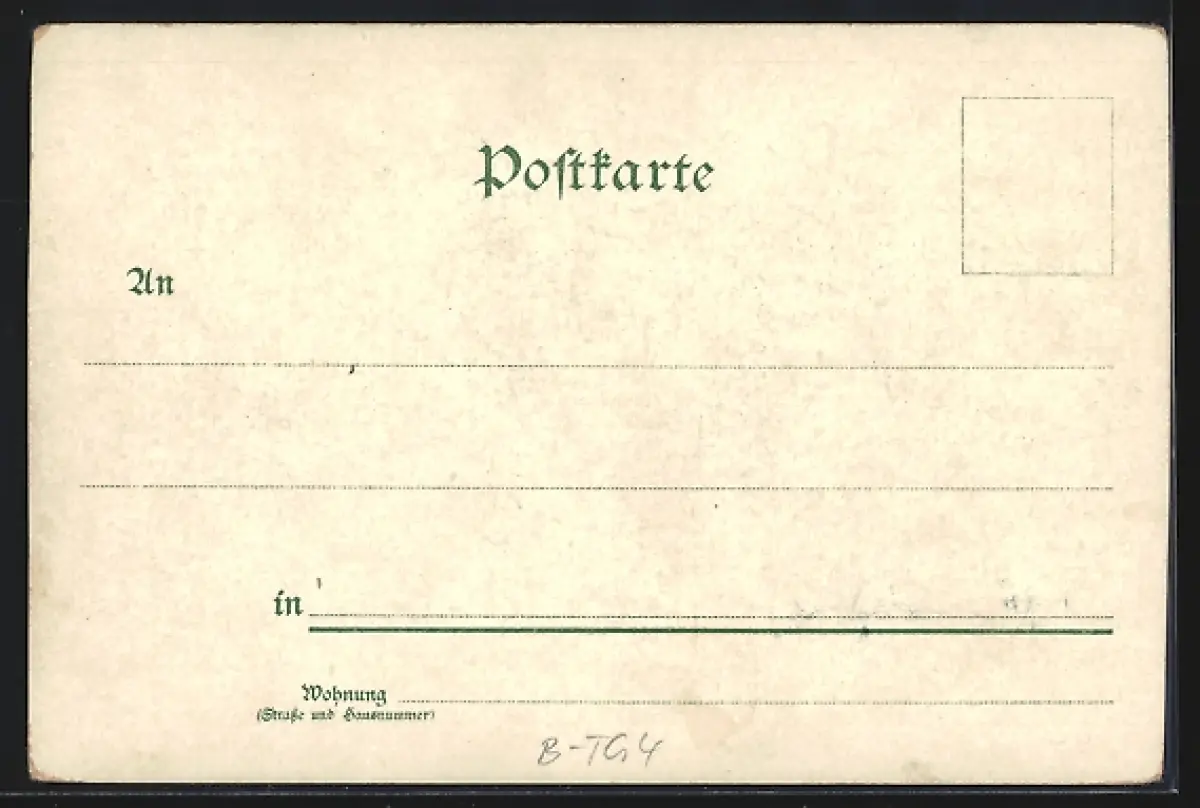 Postkarte
An
in
Wohnung
(Straße und Hausnummer)
B-TG4